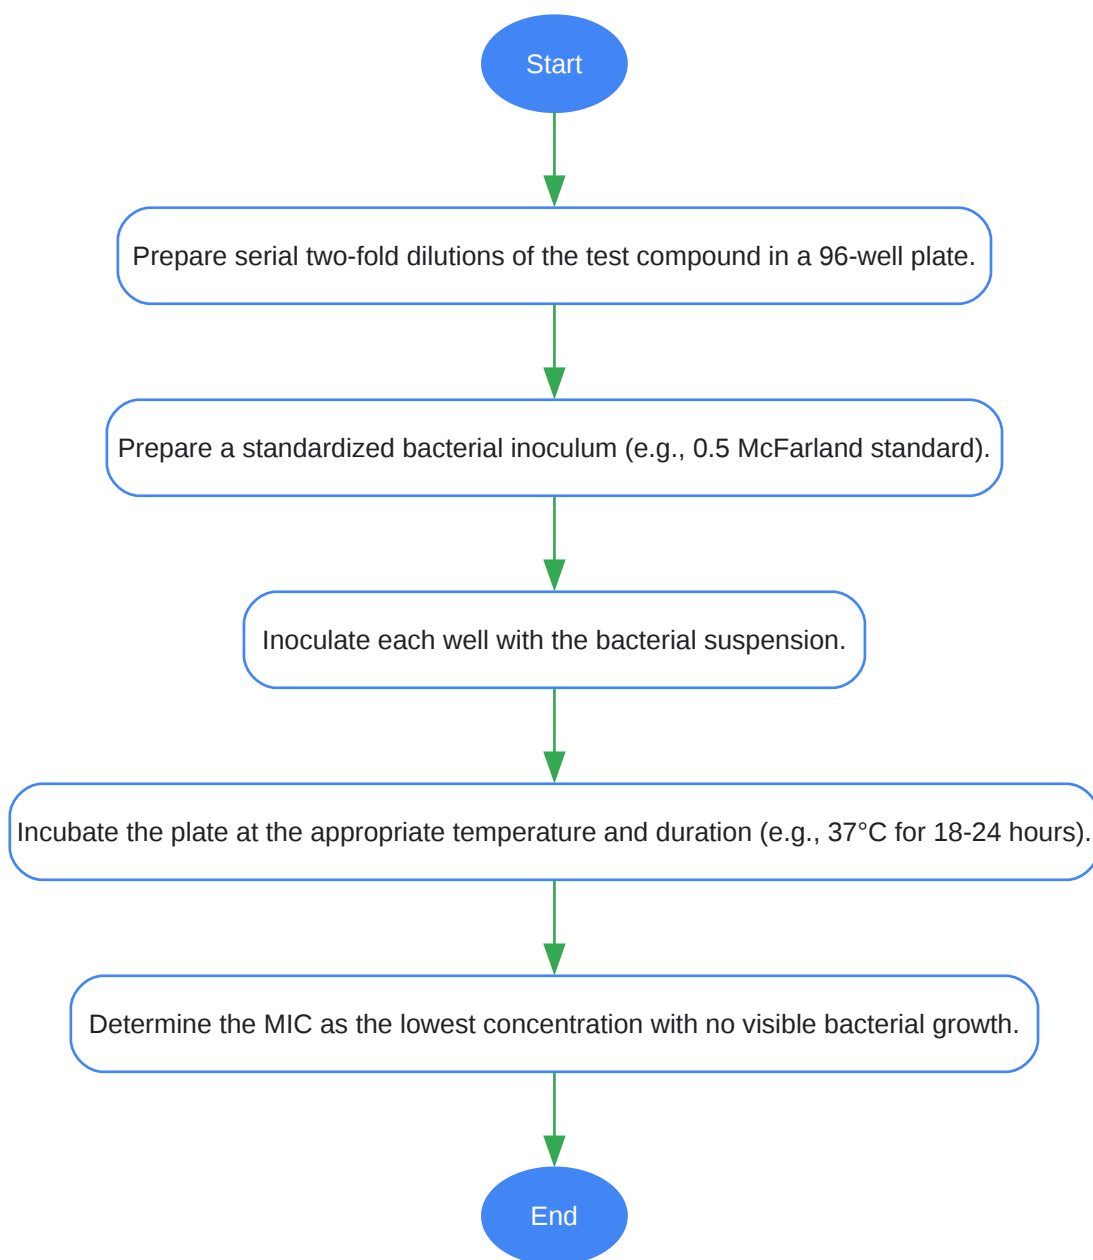 Start
Prepare serial two-fold dilutions of the test compound in a 96-well plate.
Prepare a standardized bacterial inoculum (e.g., 0.5 McFarland standard).
Inoculate each well with the bacterial suspension.
Incubate the plate at the appropriate temperature and duration (e.g., 37°C for 18-24 hours).
Determine the MIC as the lowest concentration with no visible bacterial growth.
End